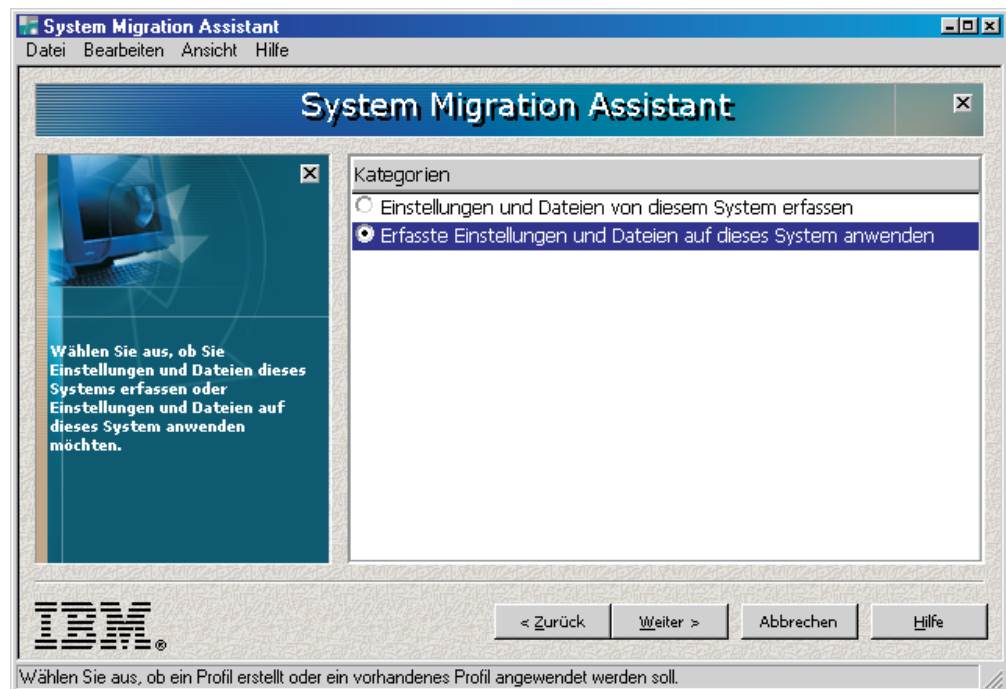 System Migration Assistant
Datei Bearbeiten Ansicht Hilfe
System Migration Assistant
Kategorien
Einstellungen und Dateien von diesem System erfassen
Erfasste Einstellungen und Dateien auf dieses System anwenden
Wählen Sie aus, ob Sie
Einstellungen und Dateien dieses
Systems erfassen oder
Einstellungen und Dateien auf
dieses System anwenden
möchten.
IBM®
< Zurück Weiter > Abbrechen Hilfe
Wählen Sie aus, ob ein Profil erstellt oder ein vorhandenes Profil angewendet werden soll.